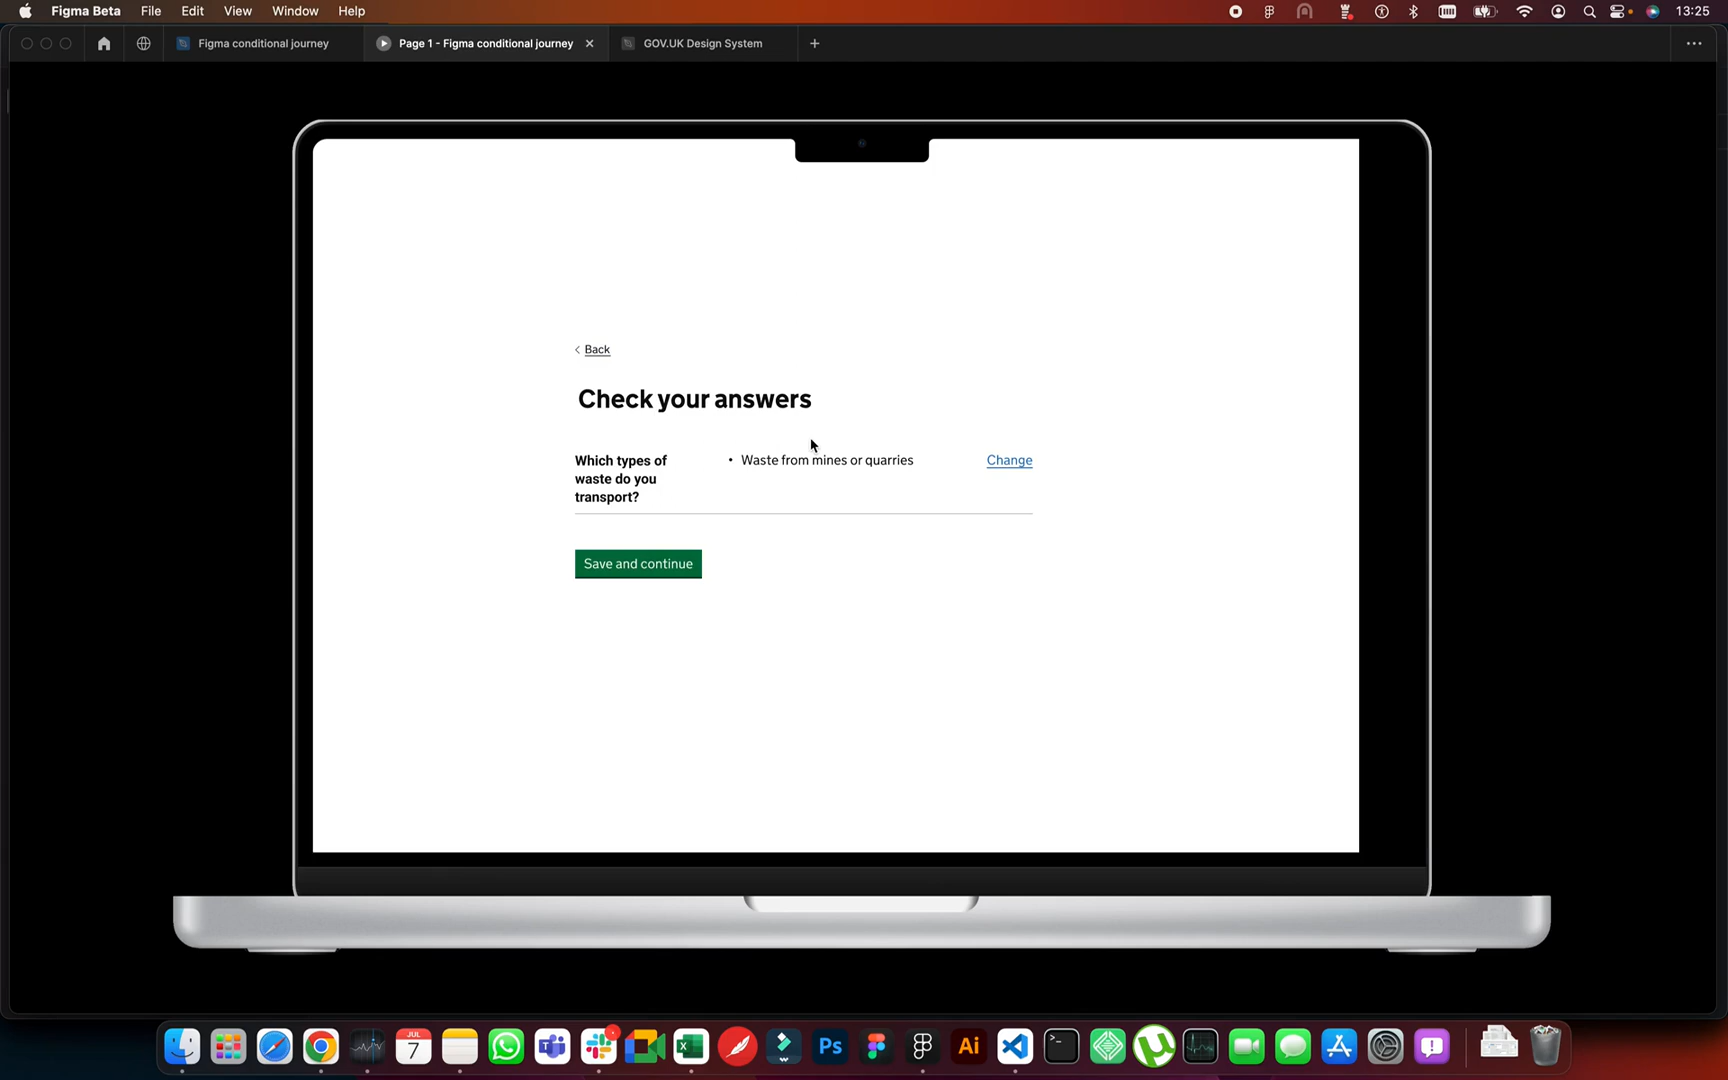 Figma Beta File Edit View Window Help 13:25
Figma conditional journey Page 1 - Figma conditional journey GOV.UK Design System
Back
Check your answers
Which types of
waste do you
transport?
• Waste from mines or quarries
Change
Save and continue
JUL
7
Ps
Ai